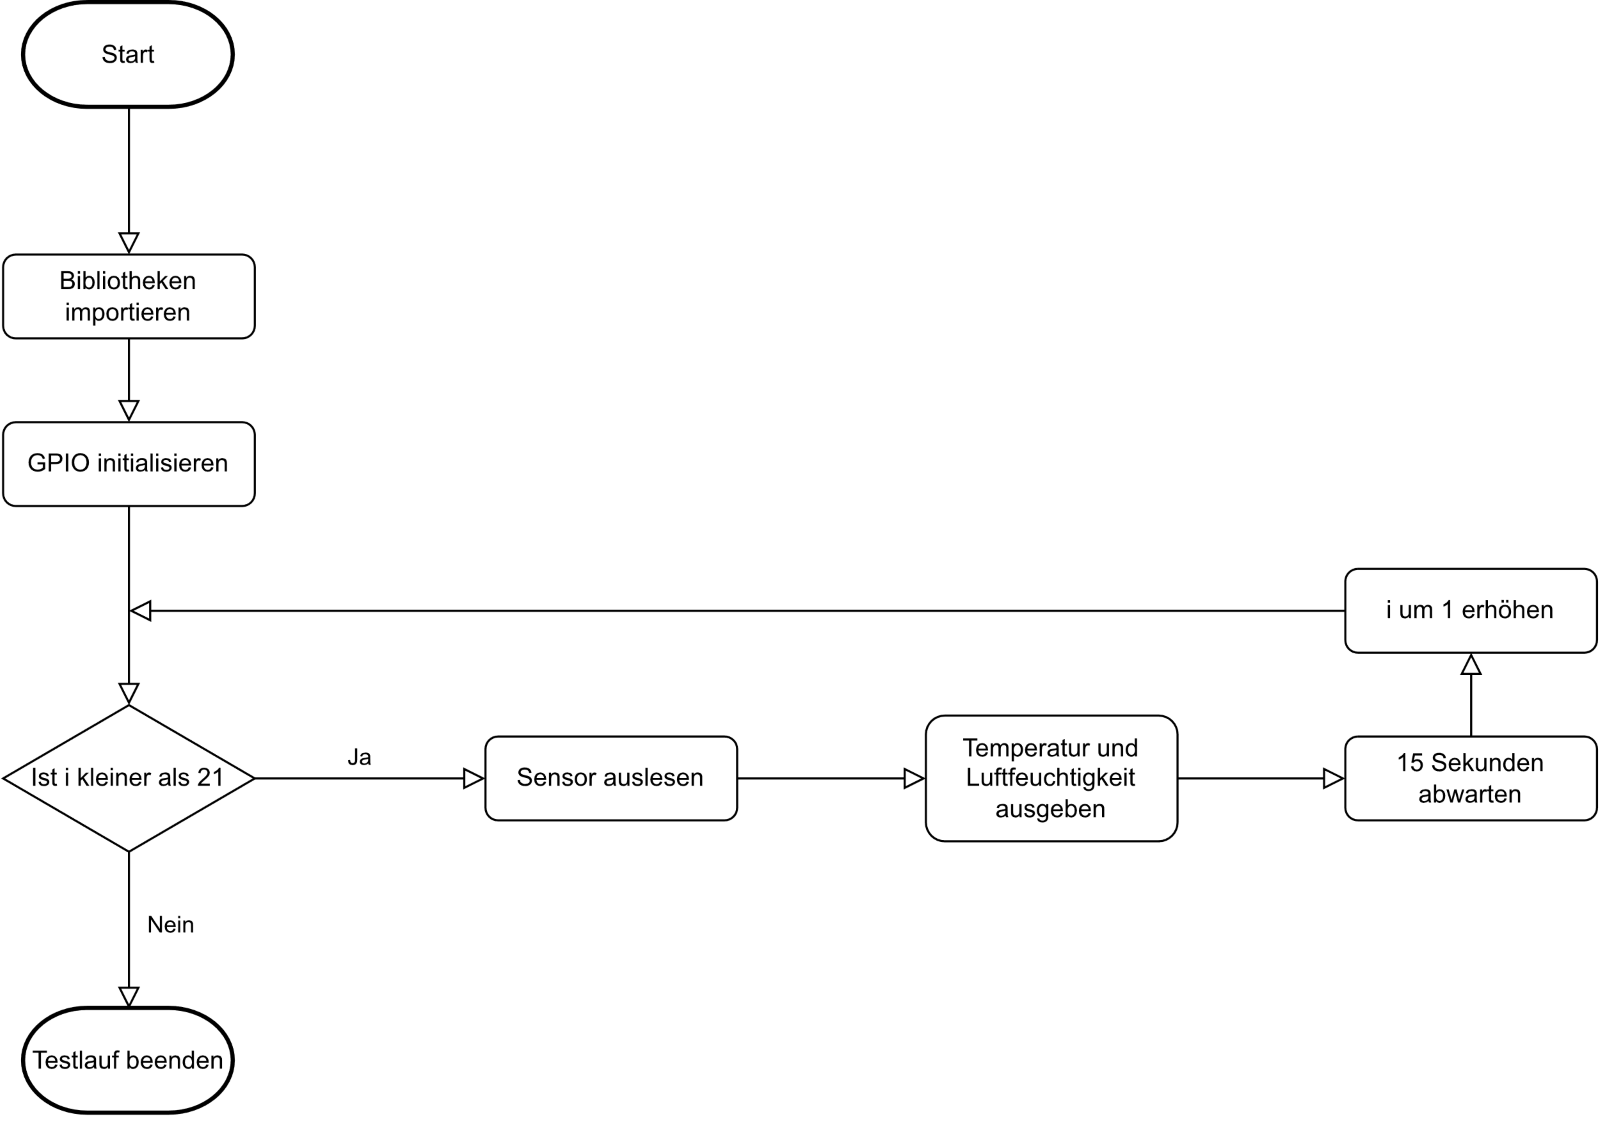 Start
Bibliotheken
importieren
GPIO initialisieren
i um 1 erhöhen
Ist i kleiner als 21
Ja
Sensor auslesen
Temperatur und
Luftfeuchtigkeit
ausgeben
15 Sekunden
abwarten
Nein
Testlauf beenden